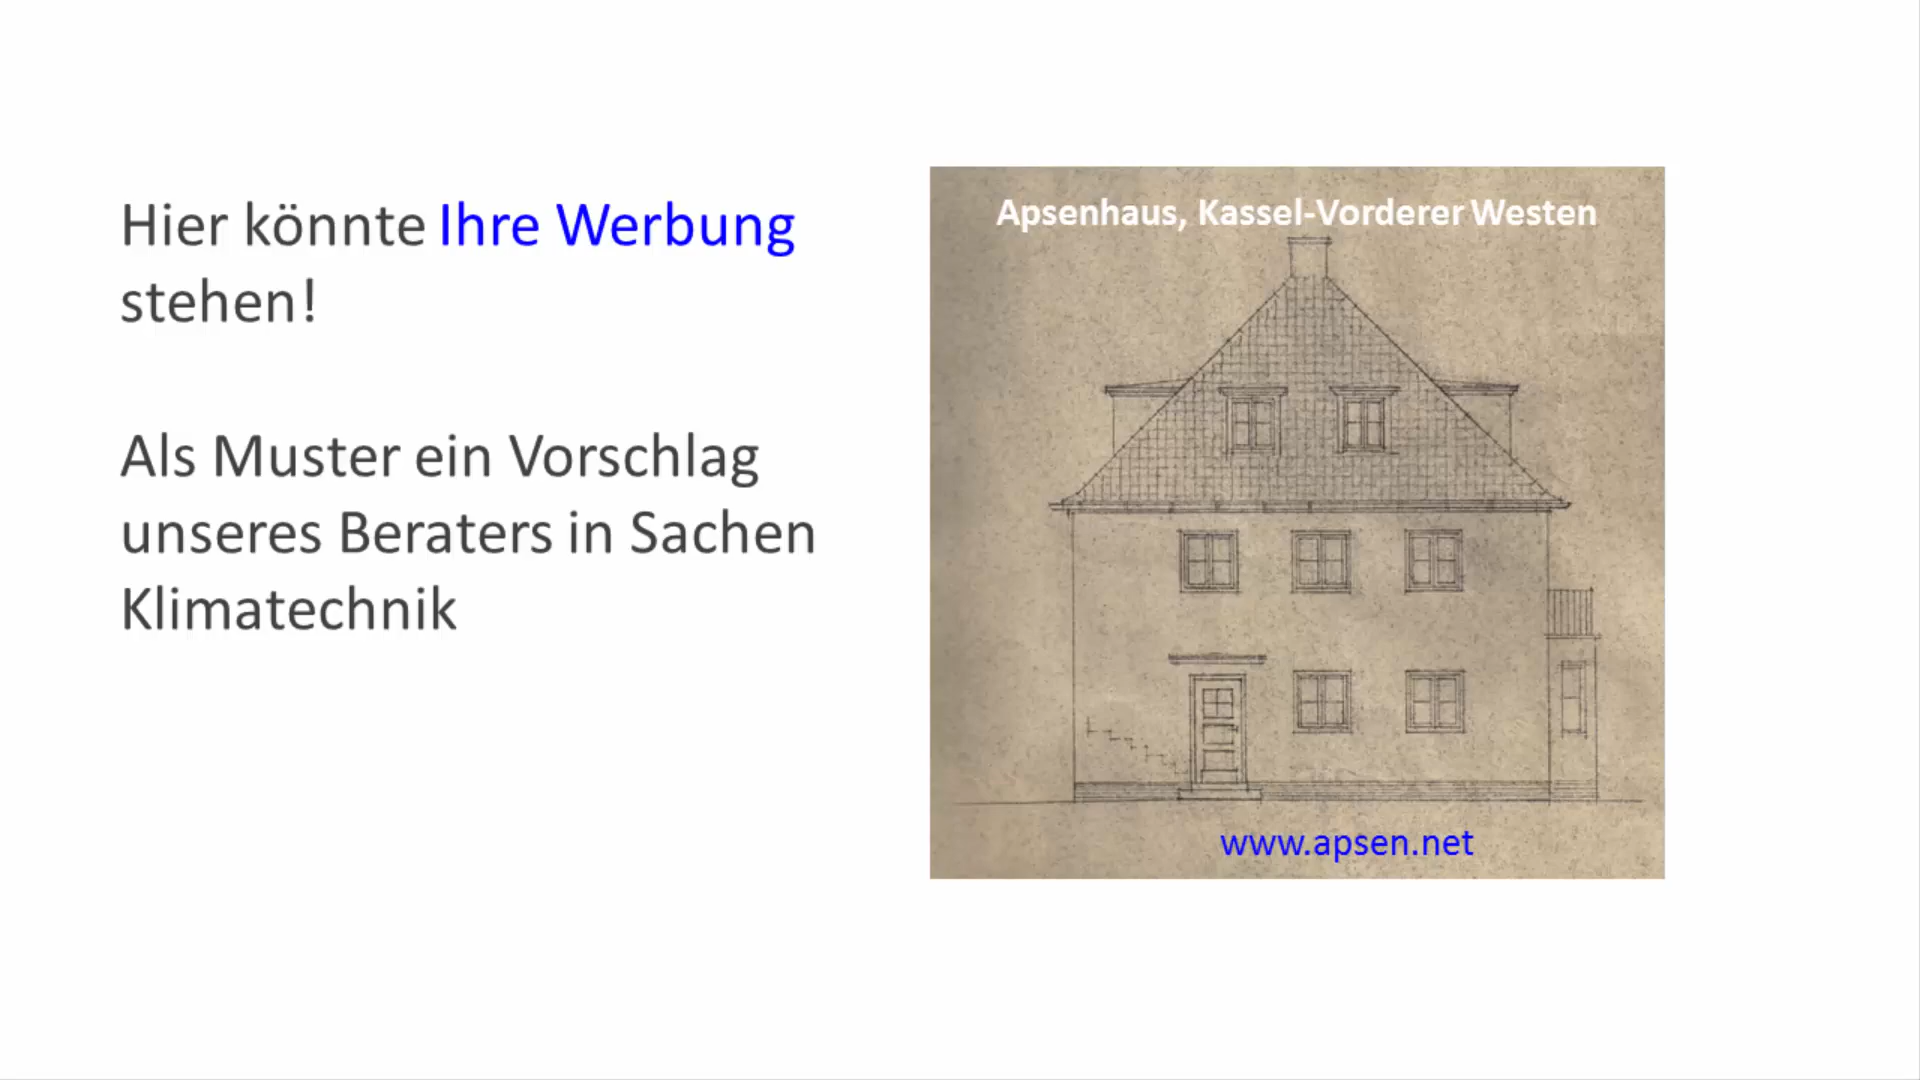 Hier könnte Ihre Werbung
stehen!
Als Muster ein Vorschlag
unseres Beraters in Sachen
Klimatechnik
Apsenhaus, Kassel-Vorderer Westen
www.apsen.net